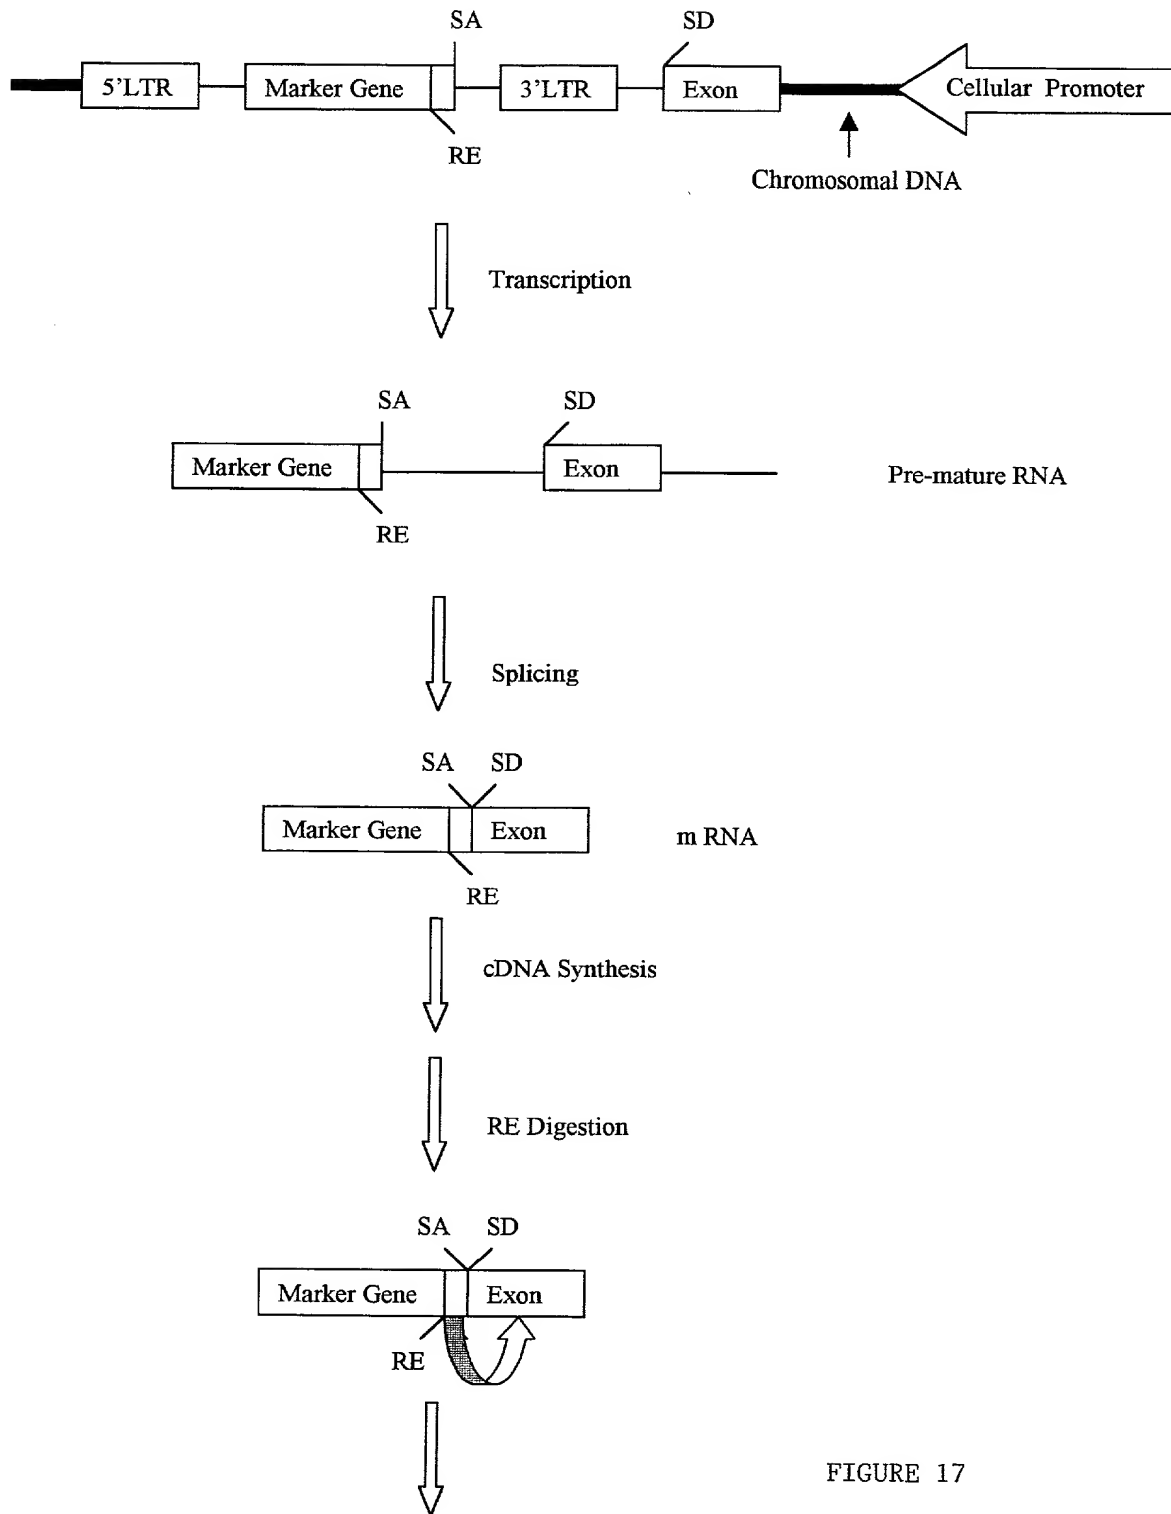 SA SD
5'LTR Marker Gene 3'LTR Exon Cellular Promoter
RE
Chromosomal DNA
Transcription
SA SD
Marker Gene Exon Pre-mature RNA
RE
Splicing
SA SD
Marker Gene Exon m RNA
RE
cDNA Synthesis
RE Digestion
SA SD
Marker Gene Exon
RE
FIGURE 17